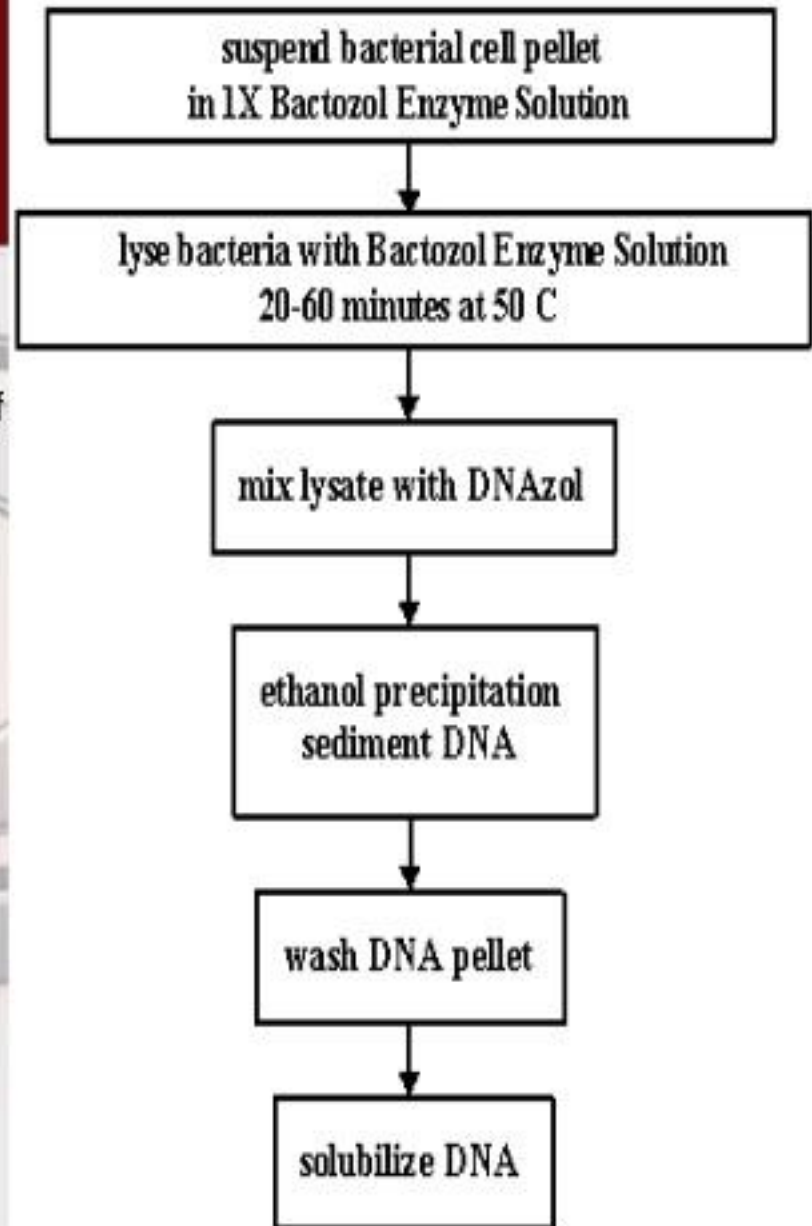 suspend bacterial cell pellet
in 1X Bactozol Enzyme Solution
lyse bacteria with Bactozol Enzyme Solution
20-60 minutes at 50 C
mix lysate with DNAzol
ethanol precipitation
sediment DNA
wash DNA pellet
solubilize DNA